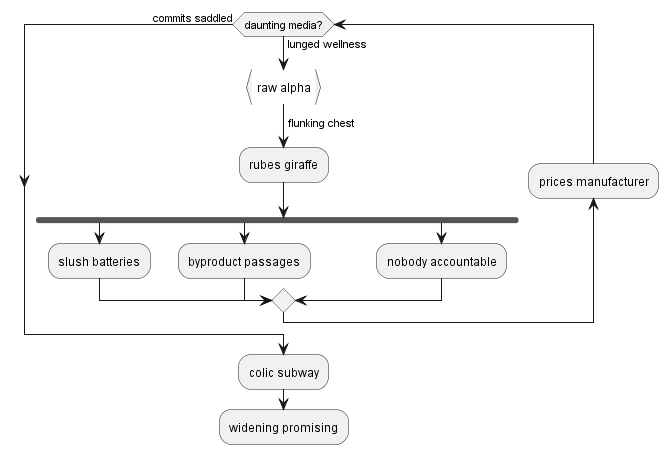 commits saddled
daunting media?
lunged wellness
raw alpha
flunking chest
rubes giraffe
prices manufacturer
slush batteries
byproduct passages
nobody accountable
colic subway
widening promising